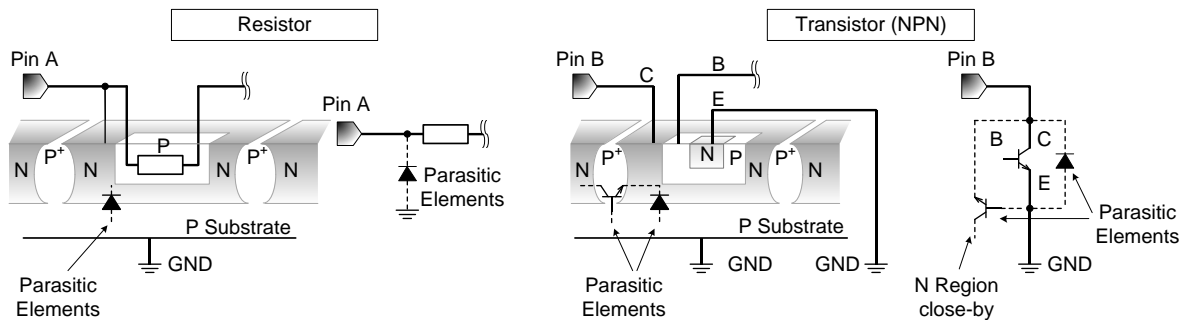 Resistor
Transistor (NPN)
Pin A
Pin A
N
P+
N
P
N
P+
N
Parasitic
Elements
P Substrate
GND
Parasitic
Elements
Pin B
C
B
E
N
P+
N
N
P
N
P+
N
P Substrate
GND
GND
Parasitic
Elements
Pin B
B
C
E
Parasitic
Elements
GND
N Region
close-by